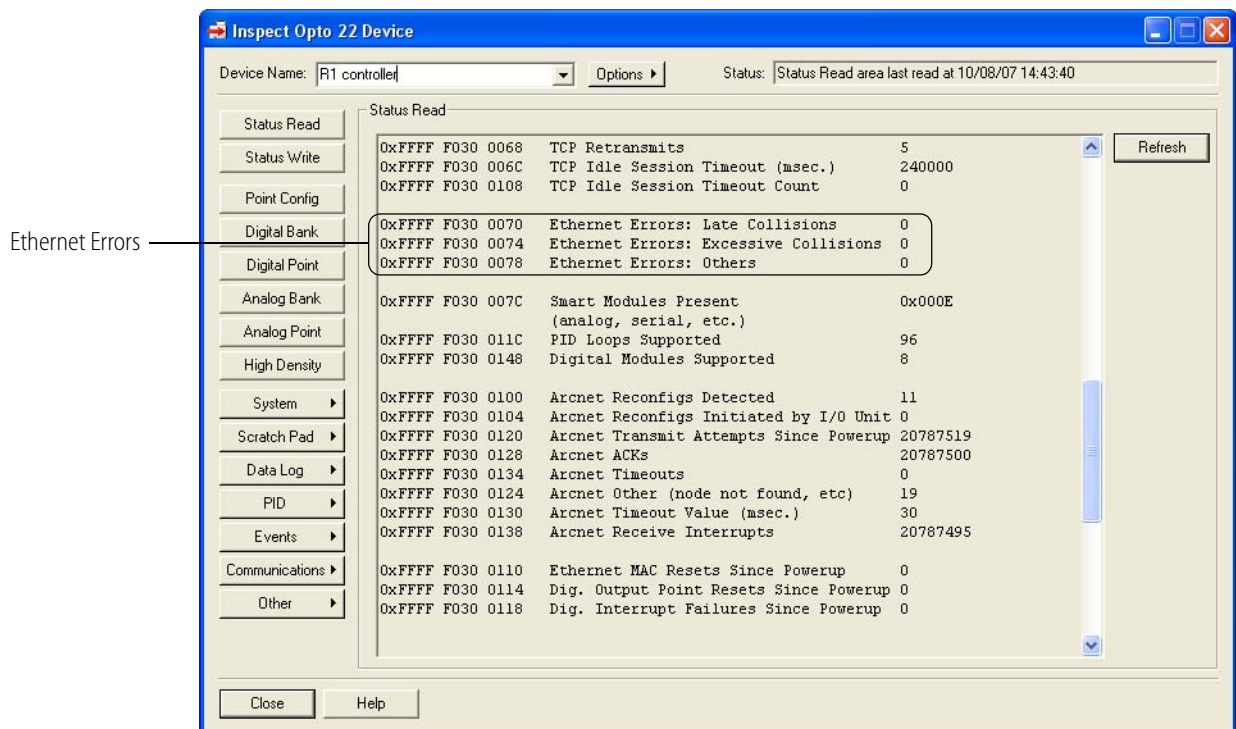 Inspect Opto 22 Device
Device Name: R1 controller Options Status: Status Read area last read at 10/08/07 14:43:40
Status Read
Status Write
Point Config
Digital Bank
Digital Point
Analog Bank
Analog Point
High Density
System
Scratch Pad
Data Log
PID
Events
Communications
Other
Status Read
0xFFFF F030 0068 TCP Retransmits 5
0xFFFF F030 006C TCP Idle Session Timeout (msec.) 240000
0xFFFF F030 0108 TCP Idle Session Timeout Count 0
0xFFFF F030 0070 Ethernet Errors: Late Collisions 0
0xFFFF F030 0074 Ethernet Errors: Excessive Collisions 0
0xFFFF F030 0078 Ethernet Errors: Others 0
0xFFFF F030 007C Smart Modules Present 0x000E
(analog, serial, etc.)
0xFFFF F030 011C PID Loops Supported 96
0xFFFF F030 0148 Digital Modules Supported 8
0xFFFF F030 0100 Arcnet Reconfigs Detected 11
0xFFFF F030 0104 Arcnet Reconfigs Initiated by I/O Unit 0
0xFFFF F030 0120 Arcnet Transmit Attempts Since Powerup 20787519
0xFFFF F030 0128 Arcnet ACKs 20787500
0xFFFF F030 0134 Arcnet Timeouts 0
0xFFFF F030 0124 Arcnet Other (node not found, etc) 19
0xFFFF F030 0130 Arcnet Timeout Value (msec.) 30
0xFFFF F030 0138 Arcnet Receive Interrupts 20787495
0xFFFF F030 0110 Ethernet MAC Resets Since Powerup 0
0xFFFF F030 0114 Dig. Output Point Resets Since Powerup 0
0xFFFF F030 0118 Dig. Interrupt Failures Since Powerup 0
Refresh
Ethernet Errors
Close Help